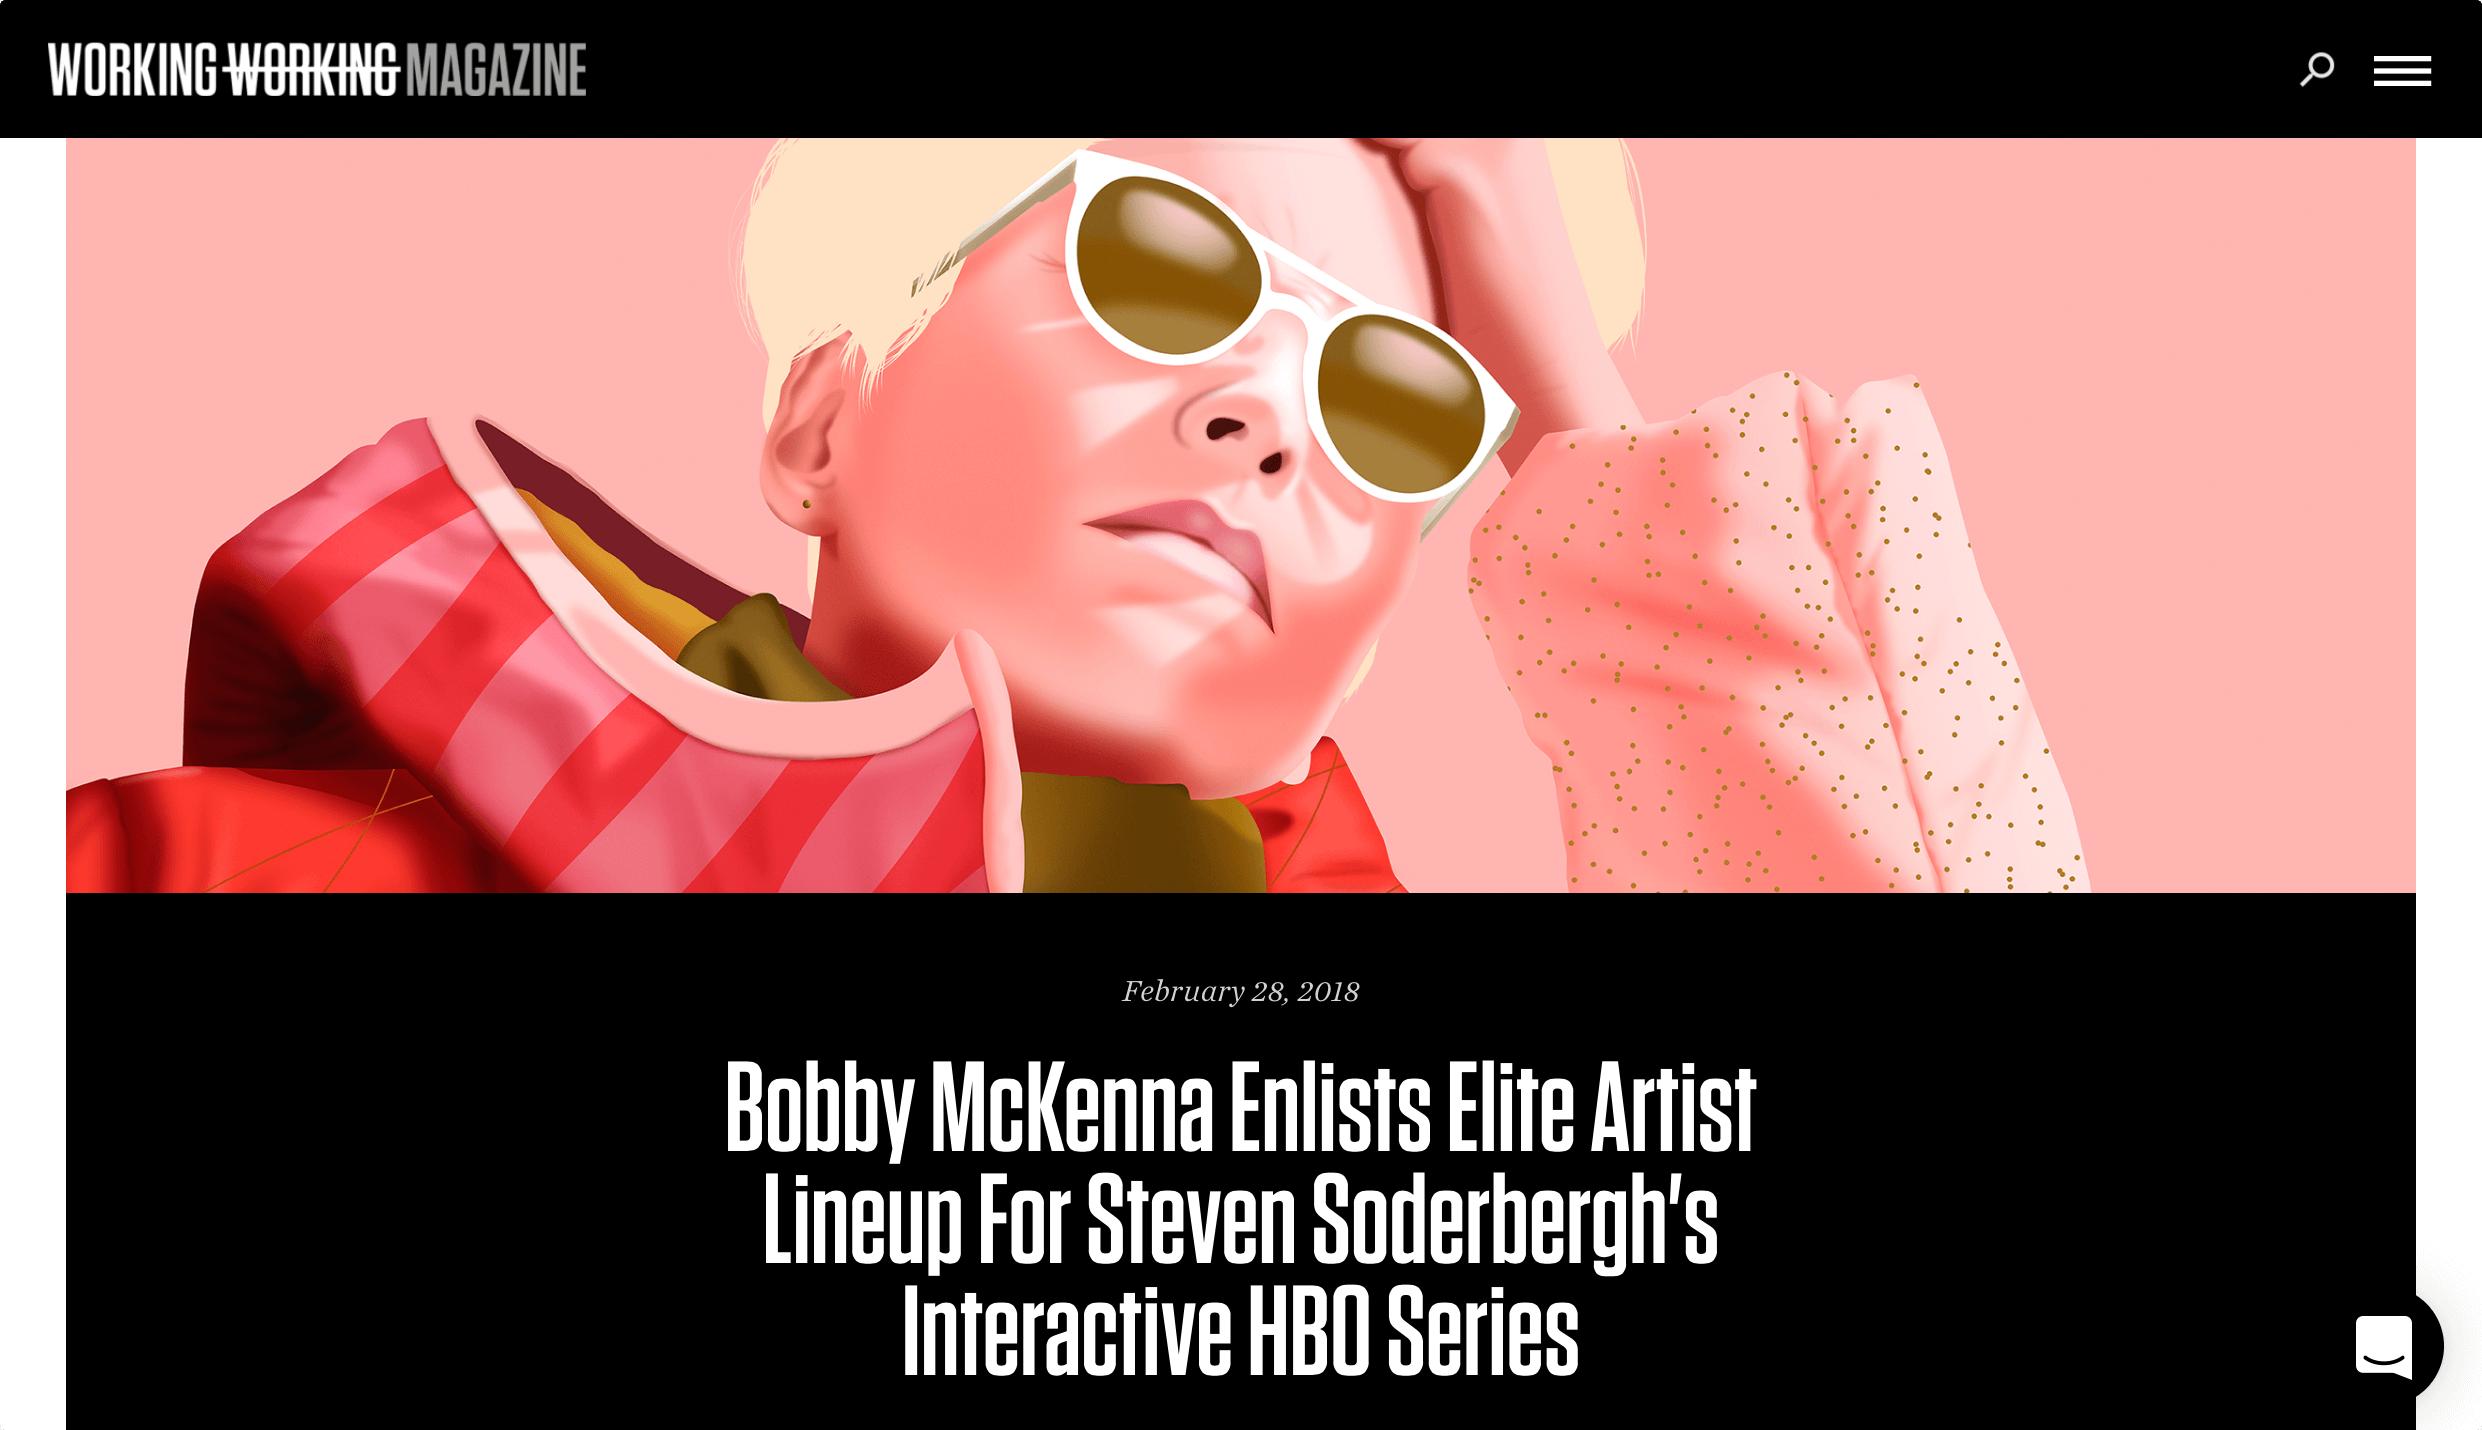 WORKING WORKING MAGAZINE
February 28, 2018
Bobby McKenna Enlists Elite Artist
Lineup For Steven Soderbergh's
Interactive HBO Series